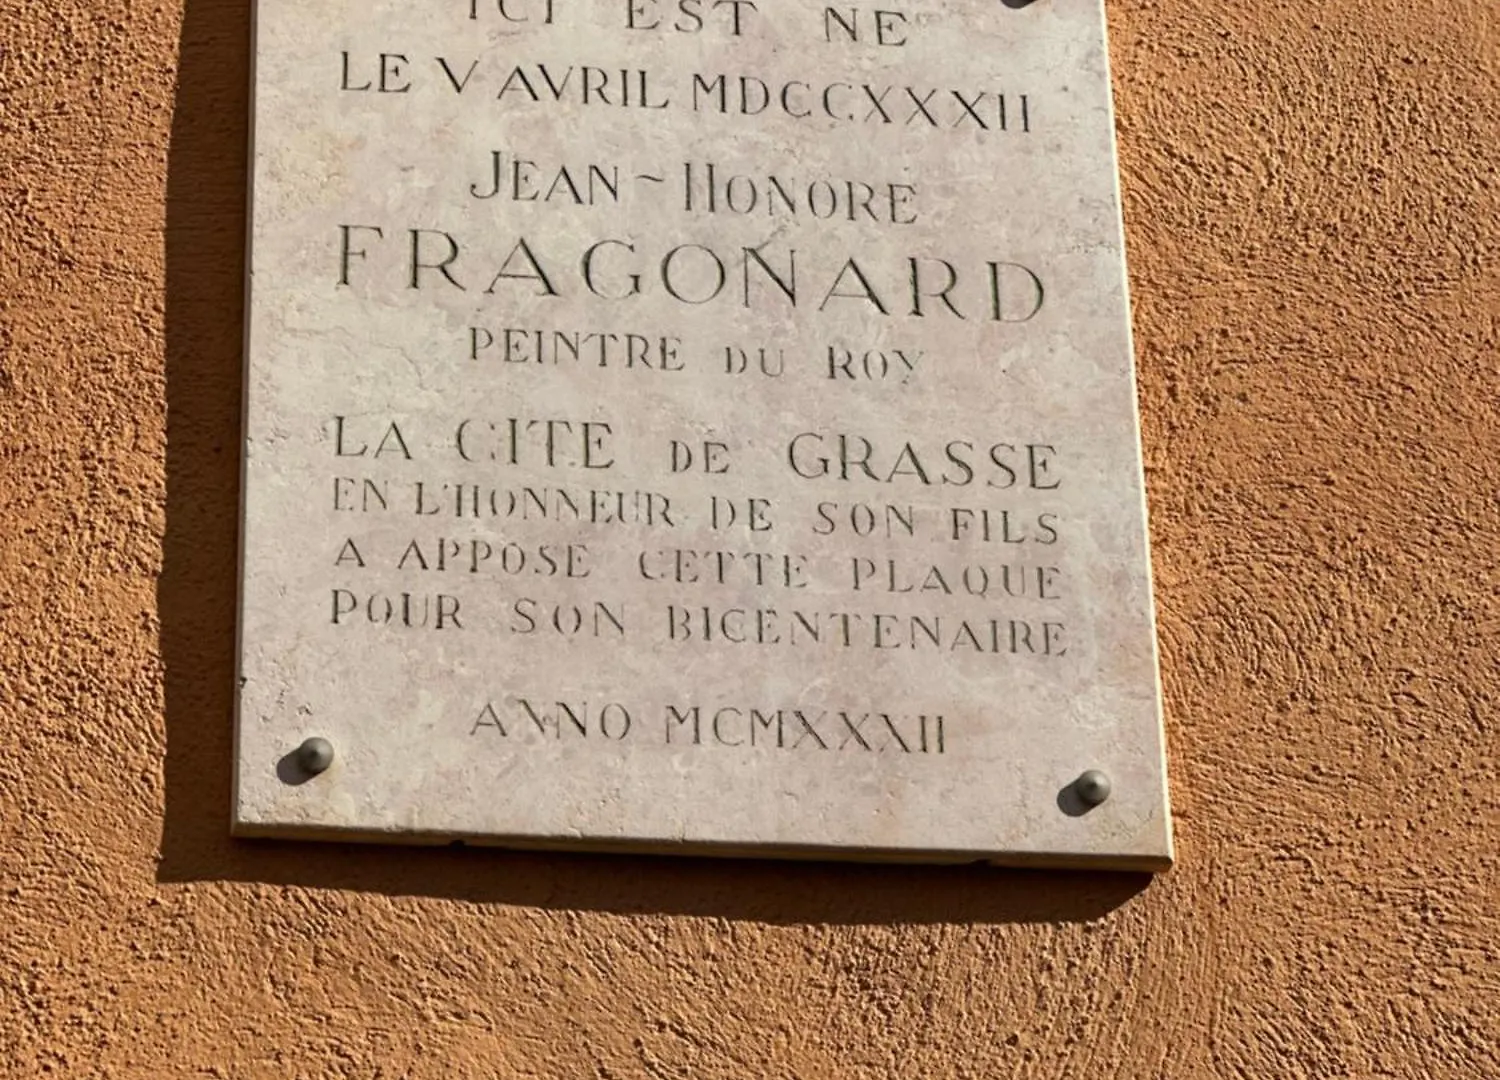 ICI EST NE
LE V AVRIL MDCCXXXII
JEAN~HONORE
FRAGONARD
PEINTRE DU ROY
LA CITE DE GRASSE
EN L'HONNEUR DE SON FILS
A APPOSE CETTE PLAQUE
POUR SON BICENTENAIRE
ANNO MCMXXXII